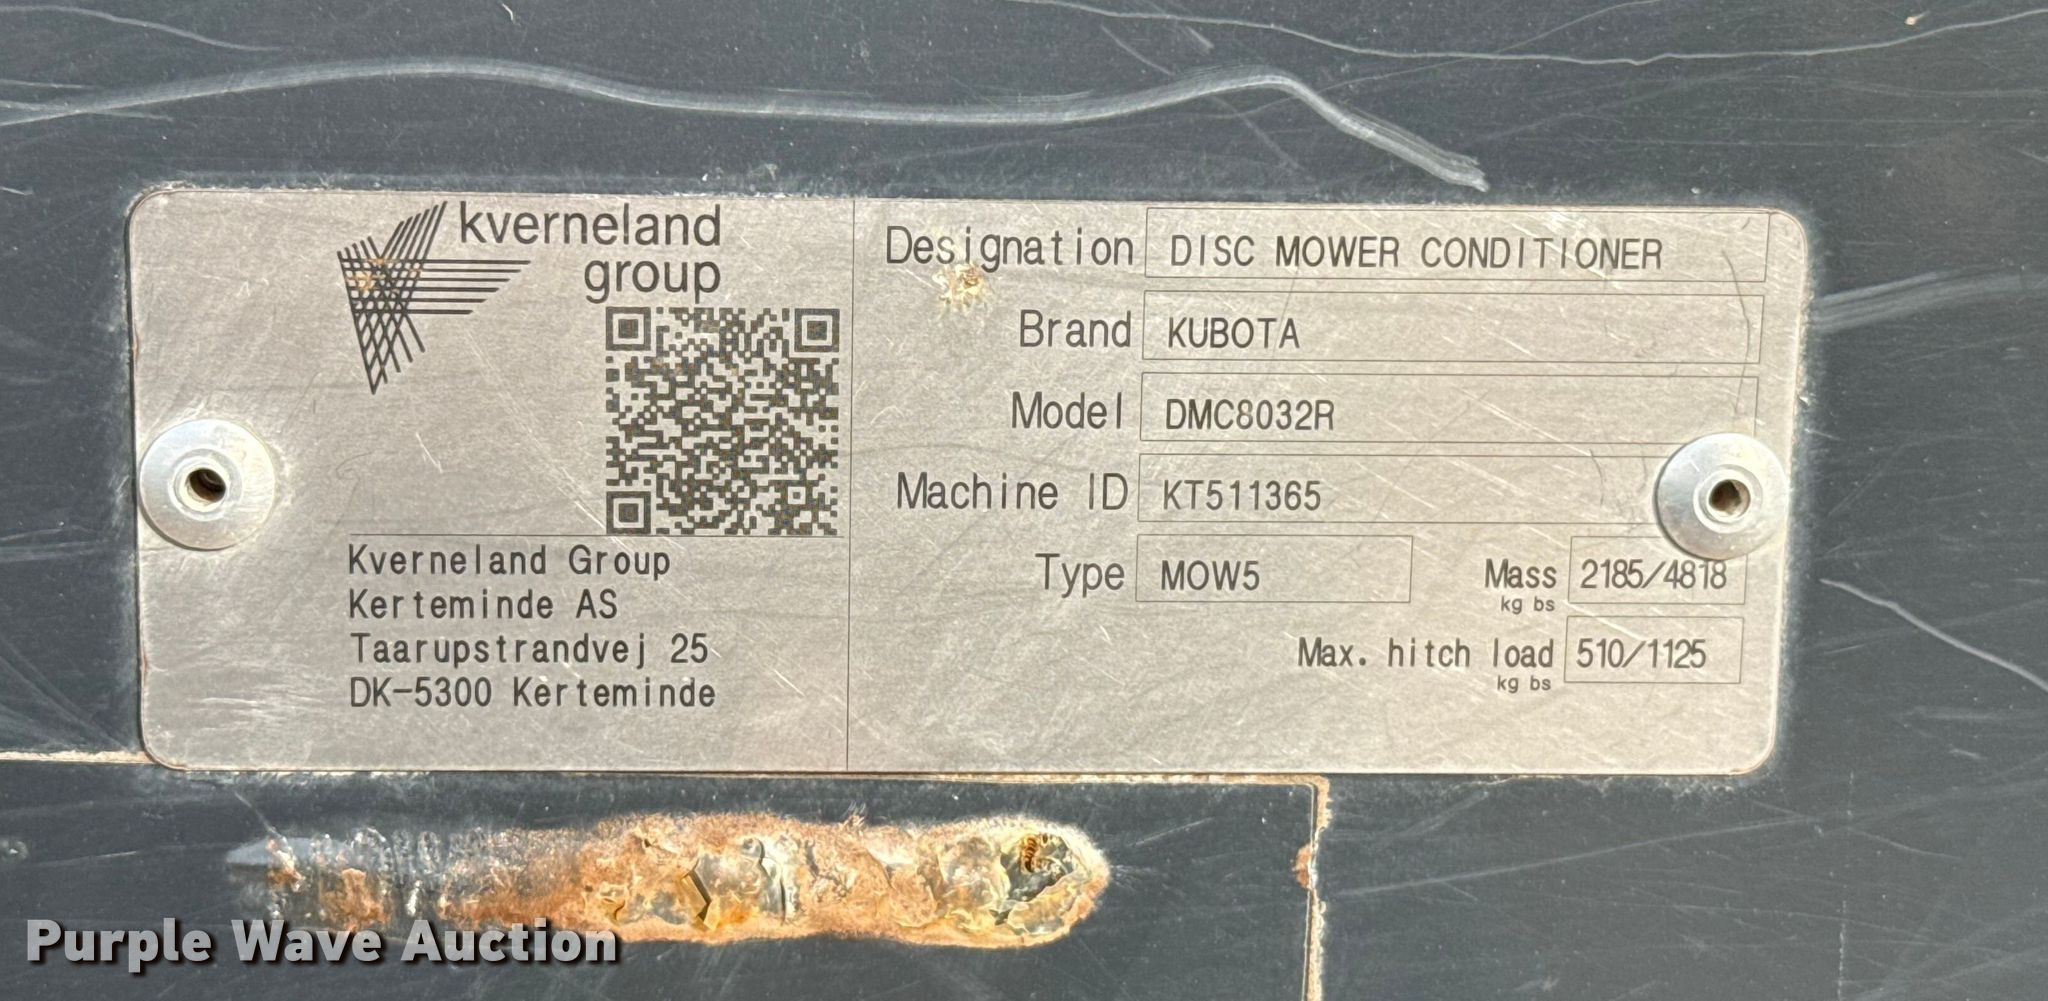 kverneland
group
Kverneland Group
Kerteminde AS
Taarupstrandvej 25
DK-5300 Kerteminde
Designation DISC MOWER CONDITIONER
Brand KUBOTA
Model DMC8032R
Machine ID KT511365
Type MOW5 Mass 2185/4818
kg bs
Max. hitch load 510/1125
kg bs
Purple Wave Auction